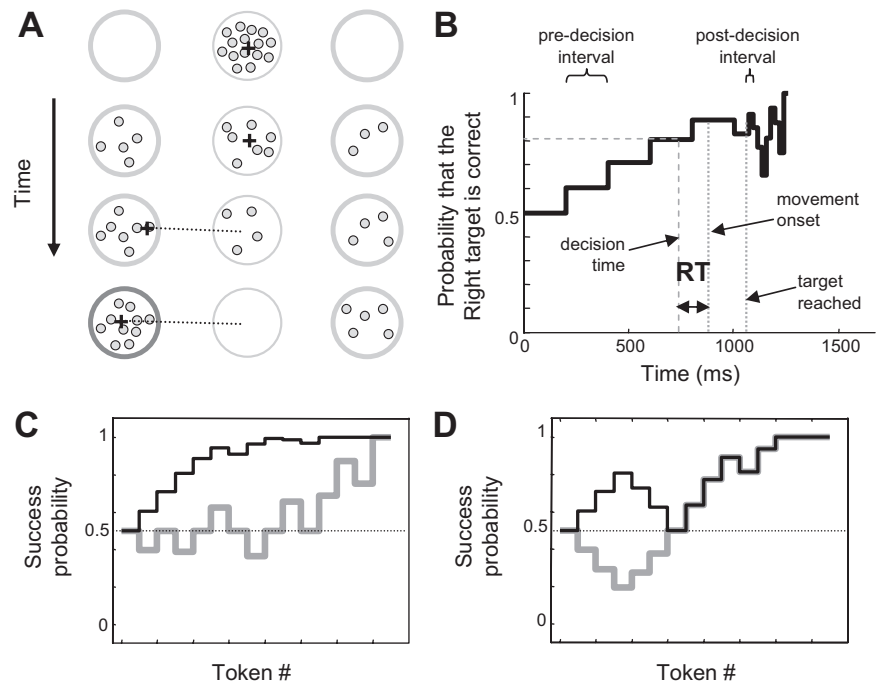 A
Time
B
pre-decision
interval
post-decision
interval
Probability that the
Right target is correct
1
0.5
0
decision
time
RT
movement
onset
target
reached
0
500
1000
1500
Time (ms)
C
Success
probability
1
0.5
0
Token #
D
Success
probability
1
0.5
0
Token #